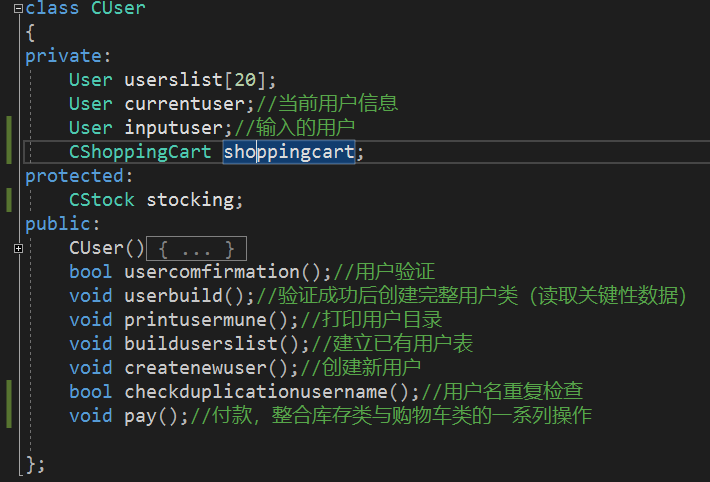 class CUser
{
private:
User userslist[20];
User currentuser;//当前用户信息
User inputuser;//输入的用户
CShoppingCart shoppingcart;
protected:
CStock stocking;
public:
CUser(){ ... }
bool usercomfirmation();//用户验证
void userbuild();//验证成功后创建完整用户类（读取关键性数据）
void printusermune();//打印用户目录
void builduserslist();//建立已有用户表
void createnewuser();//创建新用户
bool checkduplicationusername();//用户名重复检查
void pay();//付款，整合库存类与购物车类的一系列操作
};